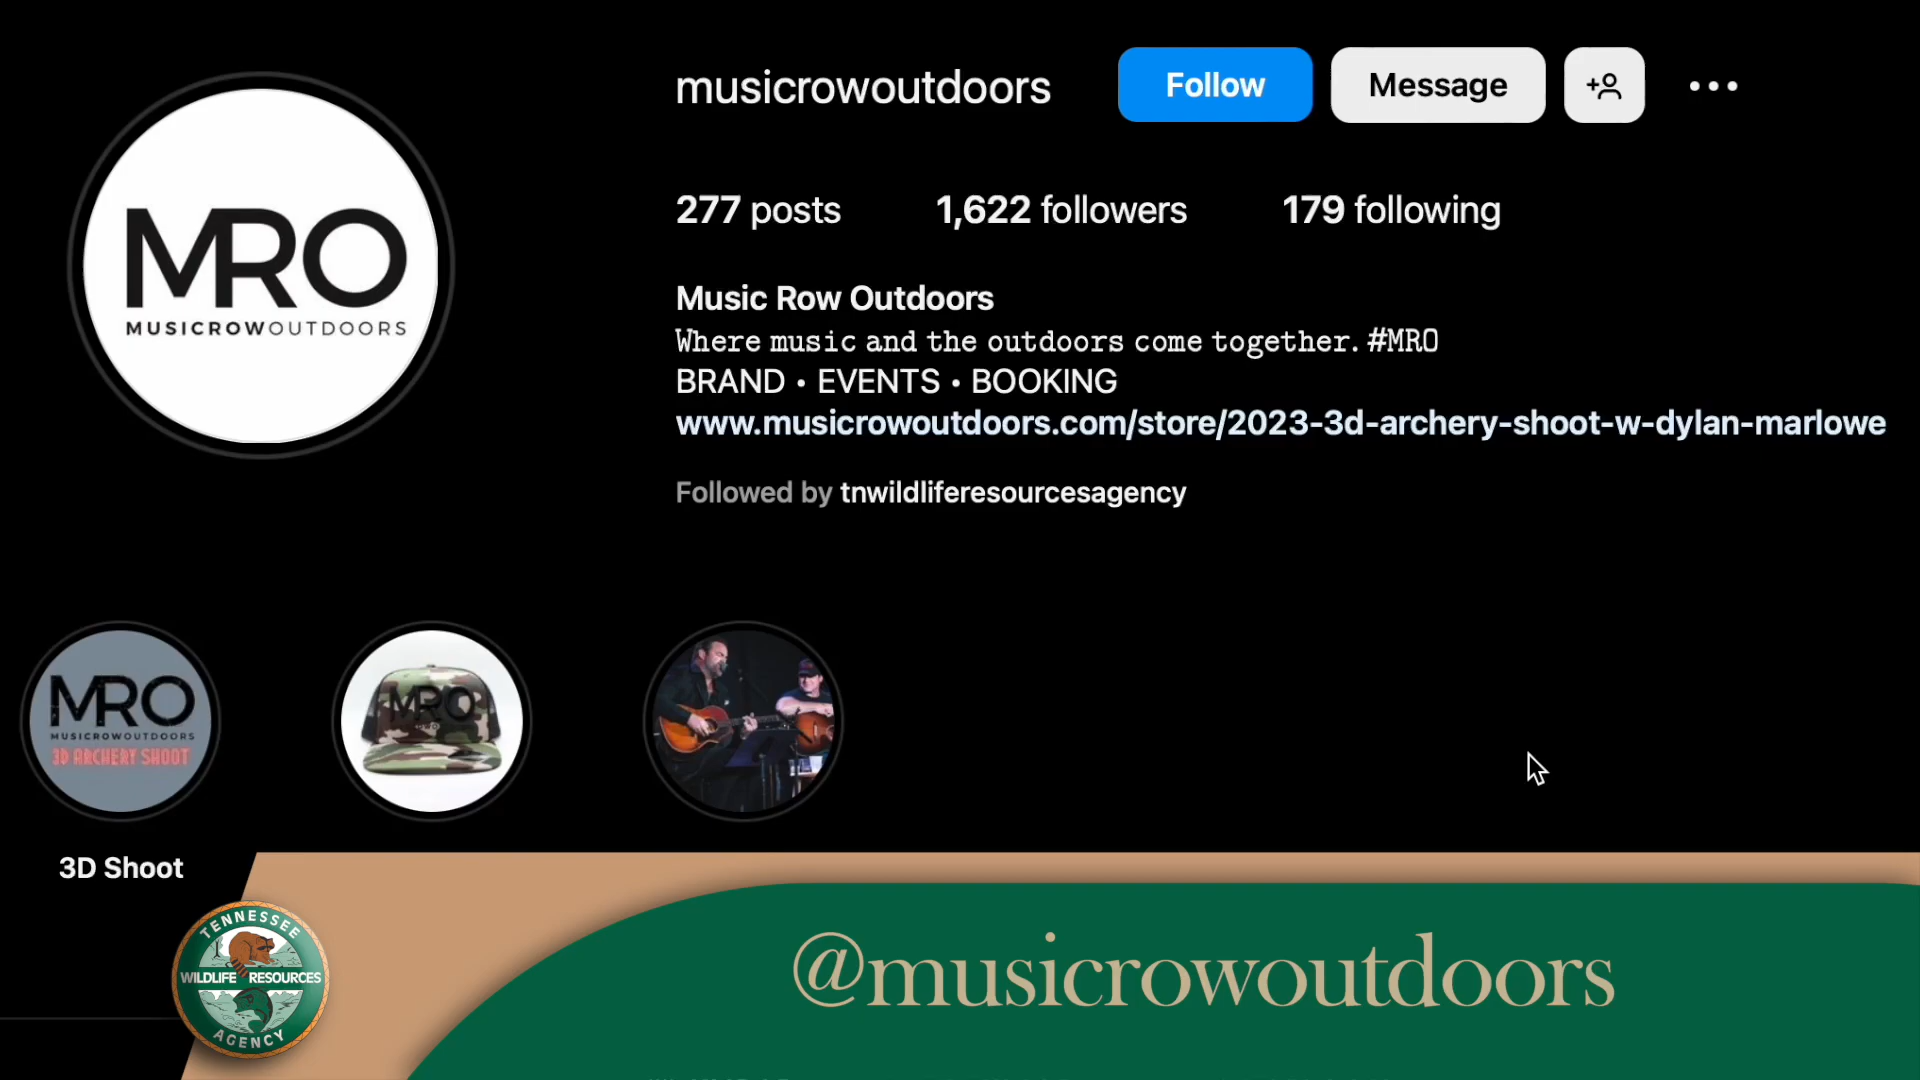 musicrowoutdoors
Follow
Message
277 posts
1,622 followers
179 following
MRO
MUSICROWOUTDOORS
Music Row Outdoors
Where music and the outdoors come together. #MRO
BRAND • EVENTS • BOOKING
www.musicrowoutdoors.com/store/2023-3d-archery-shoot-w-dylan-marlowe
Followed by tnwildliferesourcesagency
MRO
MUSICROWOUTDOORS
3D ARCHERY SHOOT
MRO
3D Shoot
TENNESSEE
WILDLIFE RESOURCES
AGENCY
@musicrowoutdoors